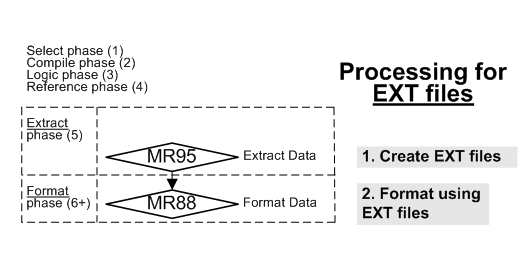 Select phase (1)
Compile phase (2)
Logic phase (3)
Reference phase (4)
Processing for
EXT files
Extract
phase (5)
MR95
Extract Data
1. Create EXT files
Format
phase (6+)
MR88
Format Data
2. Format using
EXT files